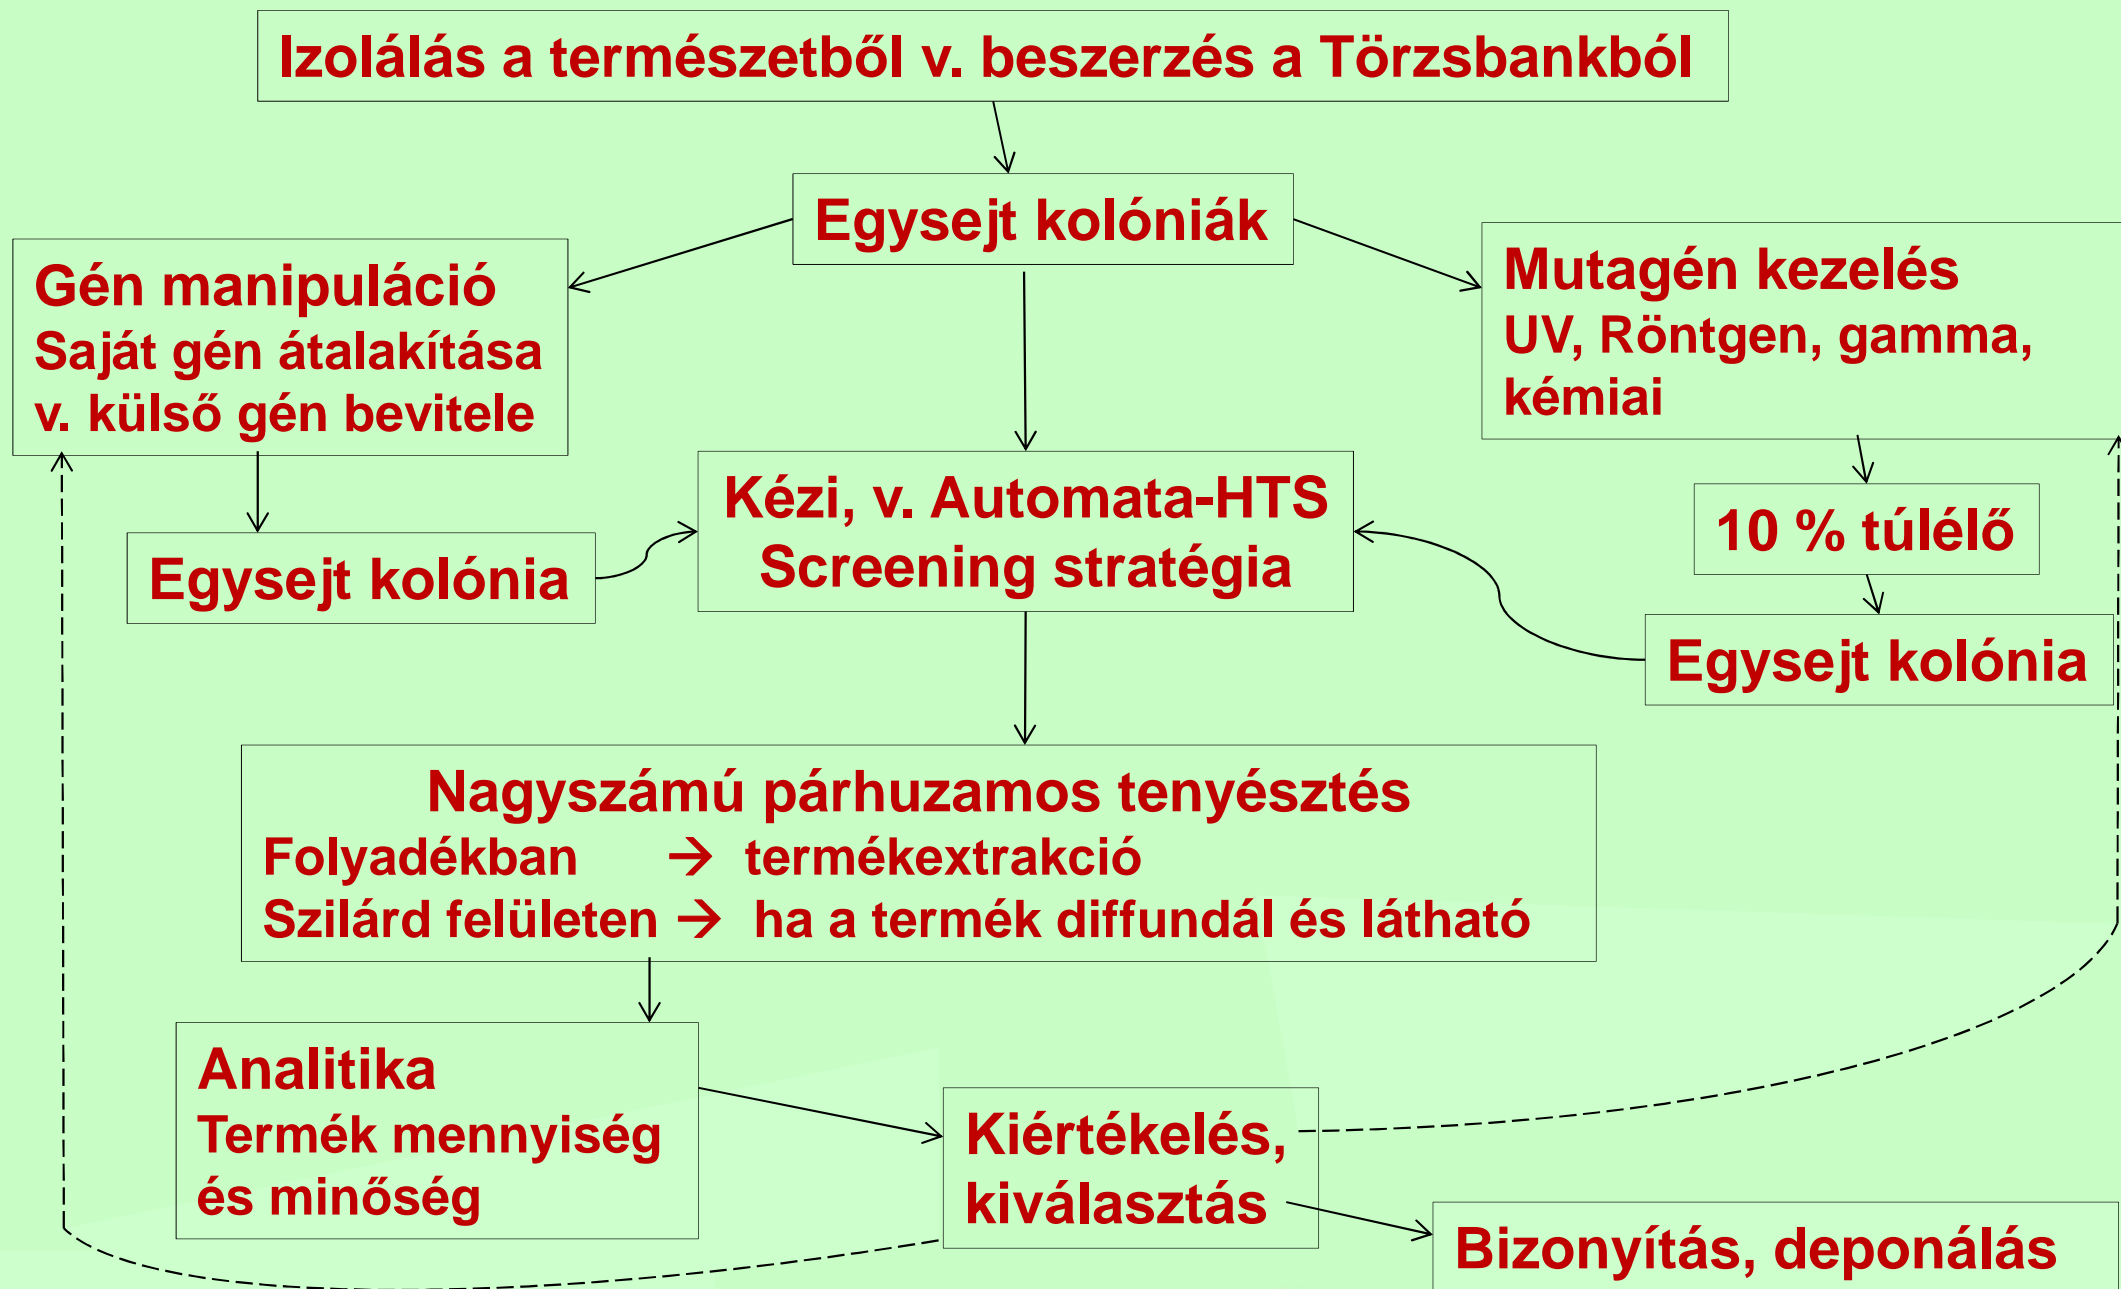 Izolálás a természetből v. beszerzés a Törzsbankból
Egysejt kolóniák
Gén manipuláció
Saját gén átalakítása
v. külső gén bevitele
Mutagén kezelés
UV, Röntgen, gamma,
kémiai
Kézi, v. Automata-HTS
Screening stratégia
10 % túlélő
Egysejt kolónia
Egysejt kolónia
Nagyszámú párhuzamos tenyésztés
Folyadékban → termékextrakció
Szilárd felületen → ha a termék diffundál és látható
Analitika
Termék mennyiség
és minőség
Kiértékelés,
kiválasztás
Bizonyítás, deponálás